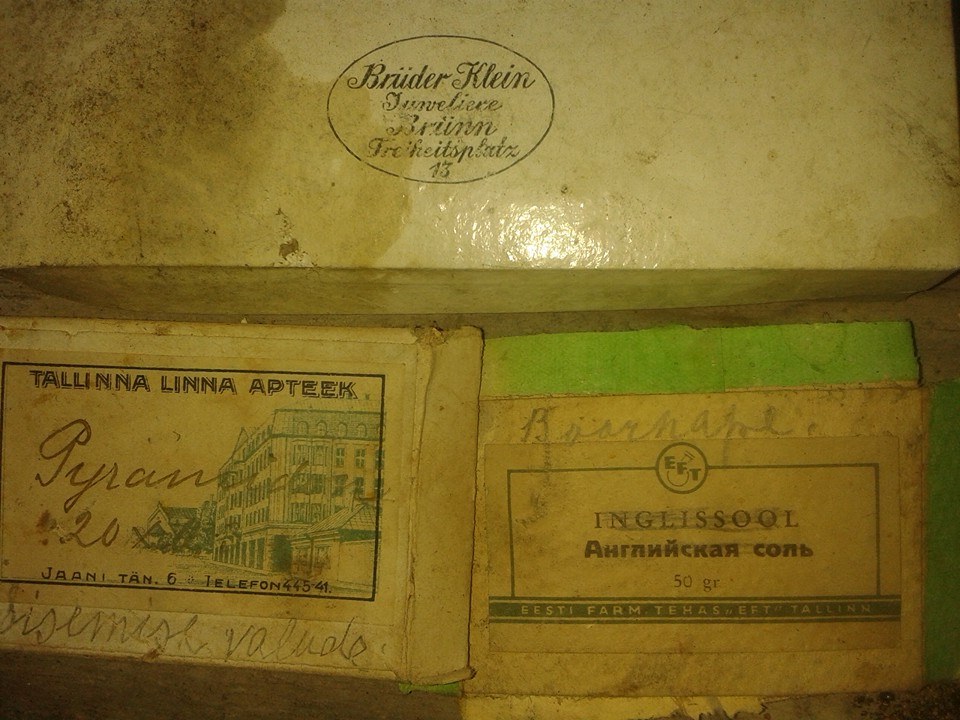 Brüder Klein
Juweliere
Brünn
Freiheitsplatz
13
TALLINNA LINNA APTEEK
20
JAANI TÄN. 6 TELEFON 445-41.
valude.
EFT
INGLISSOOL
Английская соль
50 gr
EESTI FARM. TEHAS „EFT" TALLINN